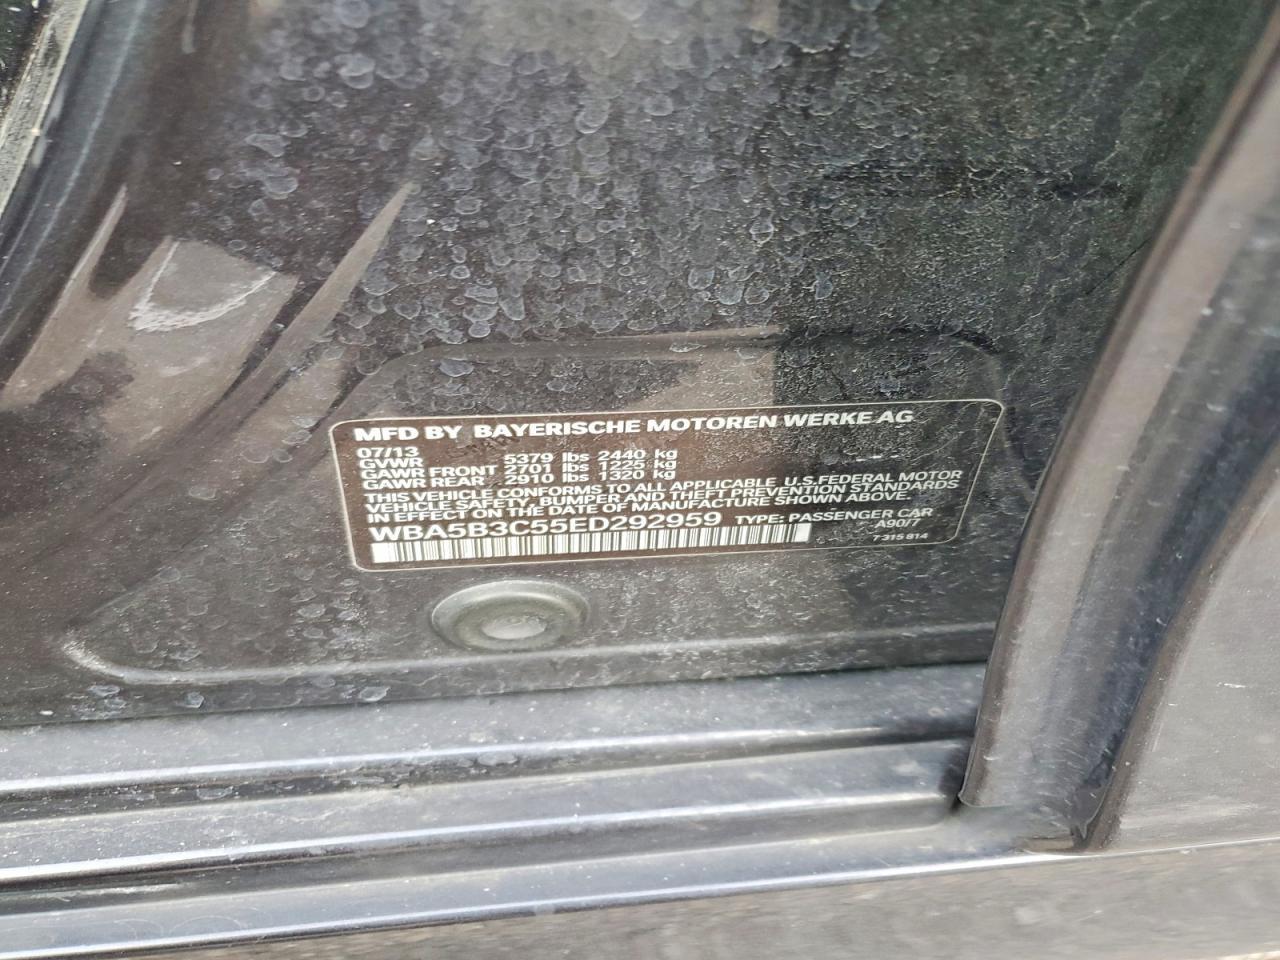 MFD BY BAYERISCHE MOTOREN WERKE AG
07/13
GVWR 5379 lbs 2440 kg
GAWR FRONT 2701 lbs 1225 kg
GAWR REAR 2910 lbs 1320 kg
THIS VEHICLE CONFORMS TO ALL APPLICABLE U.S.FEDERAL MOTOR
VEHICLE SAFETY, BUMPER AND THEFT PREVENTION STANDARDS
IN EFFECT ON THE DATE OF MANUFACTURE SHOWN ABOVE.
WBA5B3C55ED292959 TYPE: PASSENGER CAR
A90/7
7 315 814